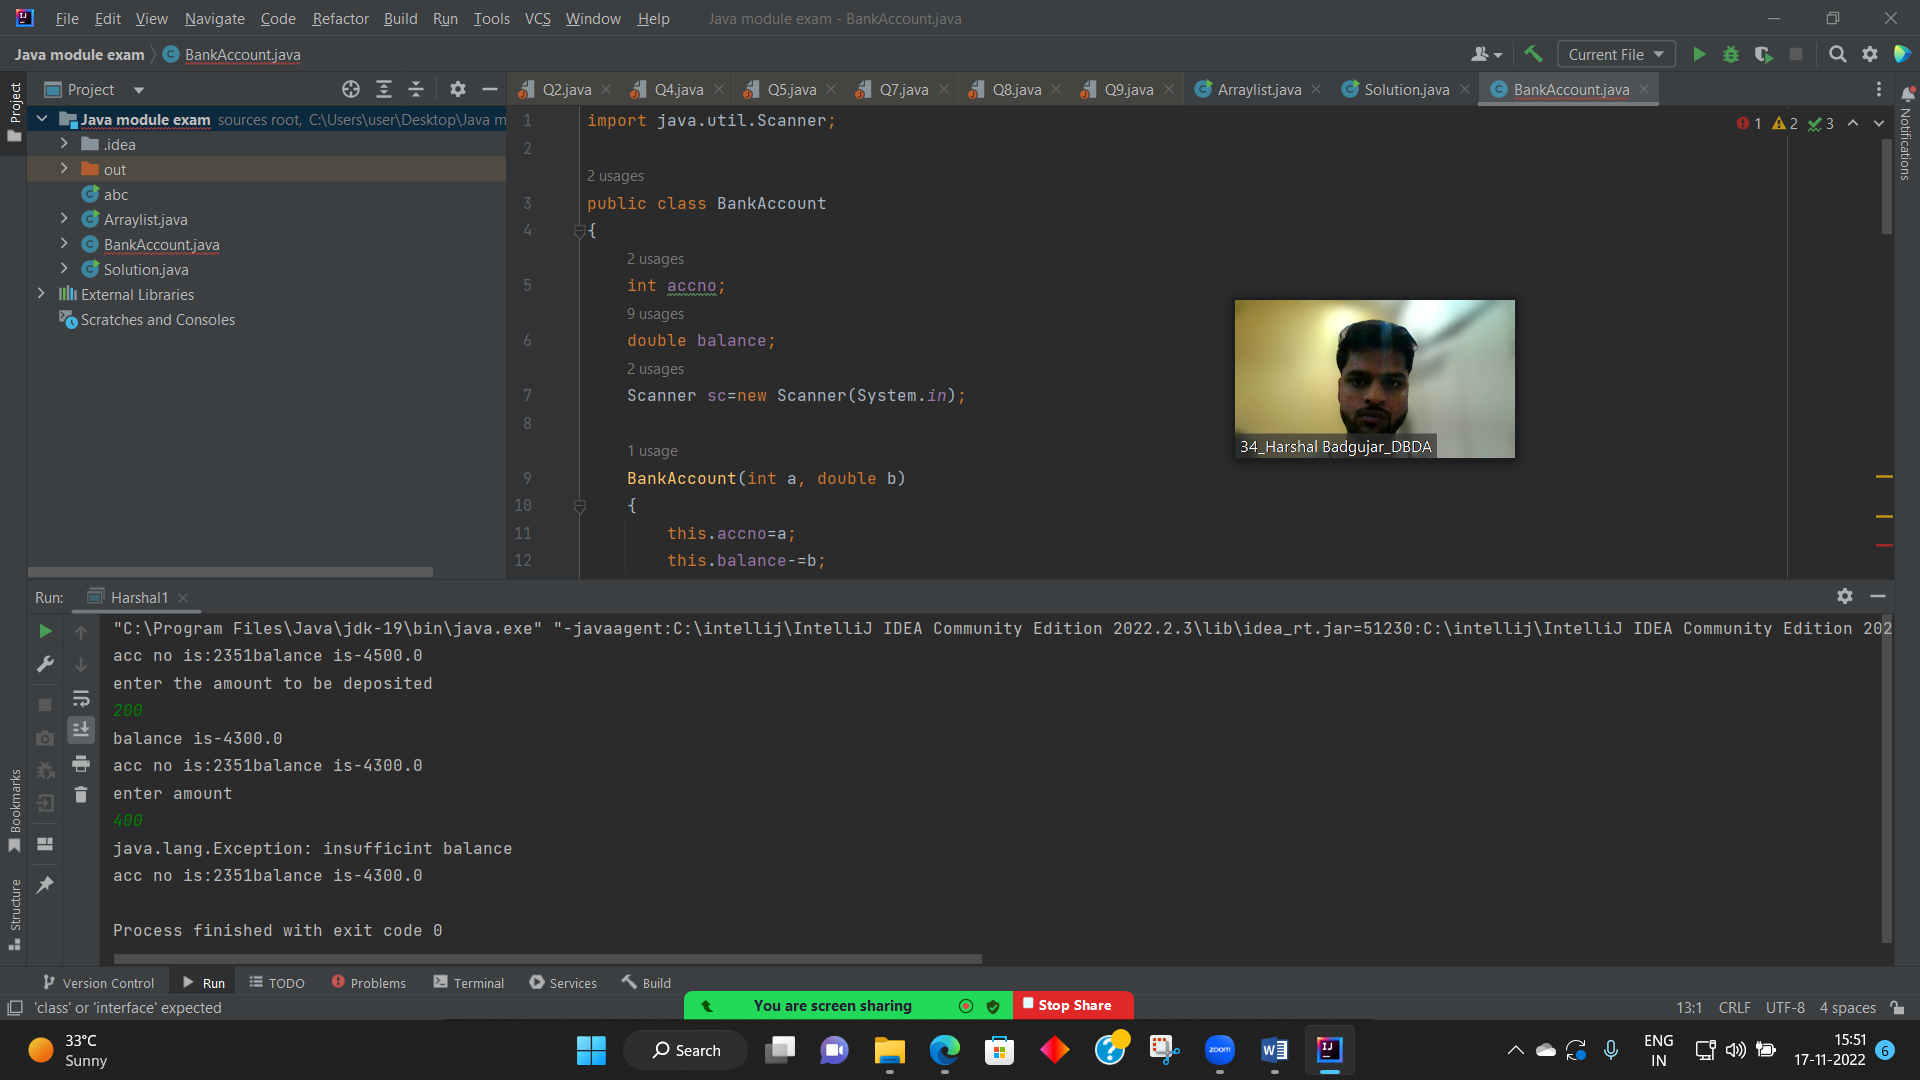 File Edit View Navigate Code Refactor Build Run Tools VCS Window Help Java module exam - BankAccount.java
Java module exam BankAccount.java Current File
Project Q2.java Q4.java Q5.java Q7.java Q8.java Q9.java Arraylist.java Solution.java BankAccount.java
Project
Notifications
Java module exam sources root, C:\Users\user\Desktop\Java m
.idea
out
abc
Arraylist.java
BankAccount.java
Solution.java
External Libraries
Scratches and Consoles
1 import java.util.Scanner;
1 2 3
2
2 usages
3 public class BankAccount
4 {
2 usages
5 int accno;
9 usages
6 double balance;
2 usages
7 Scanner sc=new Scanner(System.in);
8
1 usage
9 BankAccount(int a, double b)
10 {
11 this.accno=a;
12 this.balance-=b;
34_Harshal Badgujar_DBDA
Run: Harshal1
"C:\Program Files\Java\jdk-19\bin\java.exe" "-javaagent:C:\intellij\IntelliJ IDEA Community Edition 2022.2.3\lib\idea_rt.jar=51230:C:\intellij\IntelliJ IDEA Community Edition 202
acc no is:2351balance is-4500.0
enter the amount to be deposited
200
balance is-4300.0
acc no is:2351balance is-4300.0
enter amount
400
java.lang.Exception: insufficint balance
acc no is:2351balance is-4300.0
Process finished with exit code 0
Bookmarks
Structure
Version Control Run TODO Problems Terminal Services Build
'class' or 'interface' expected
You are screen sharing Stop Share
13:1 CRLF UTF-8 4 spaces
33°C
Sunny
Search
zoom
ENG
IN
15:51
17-11-2022
6